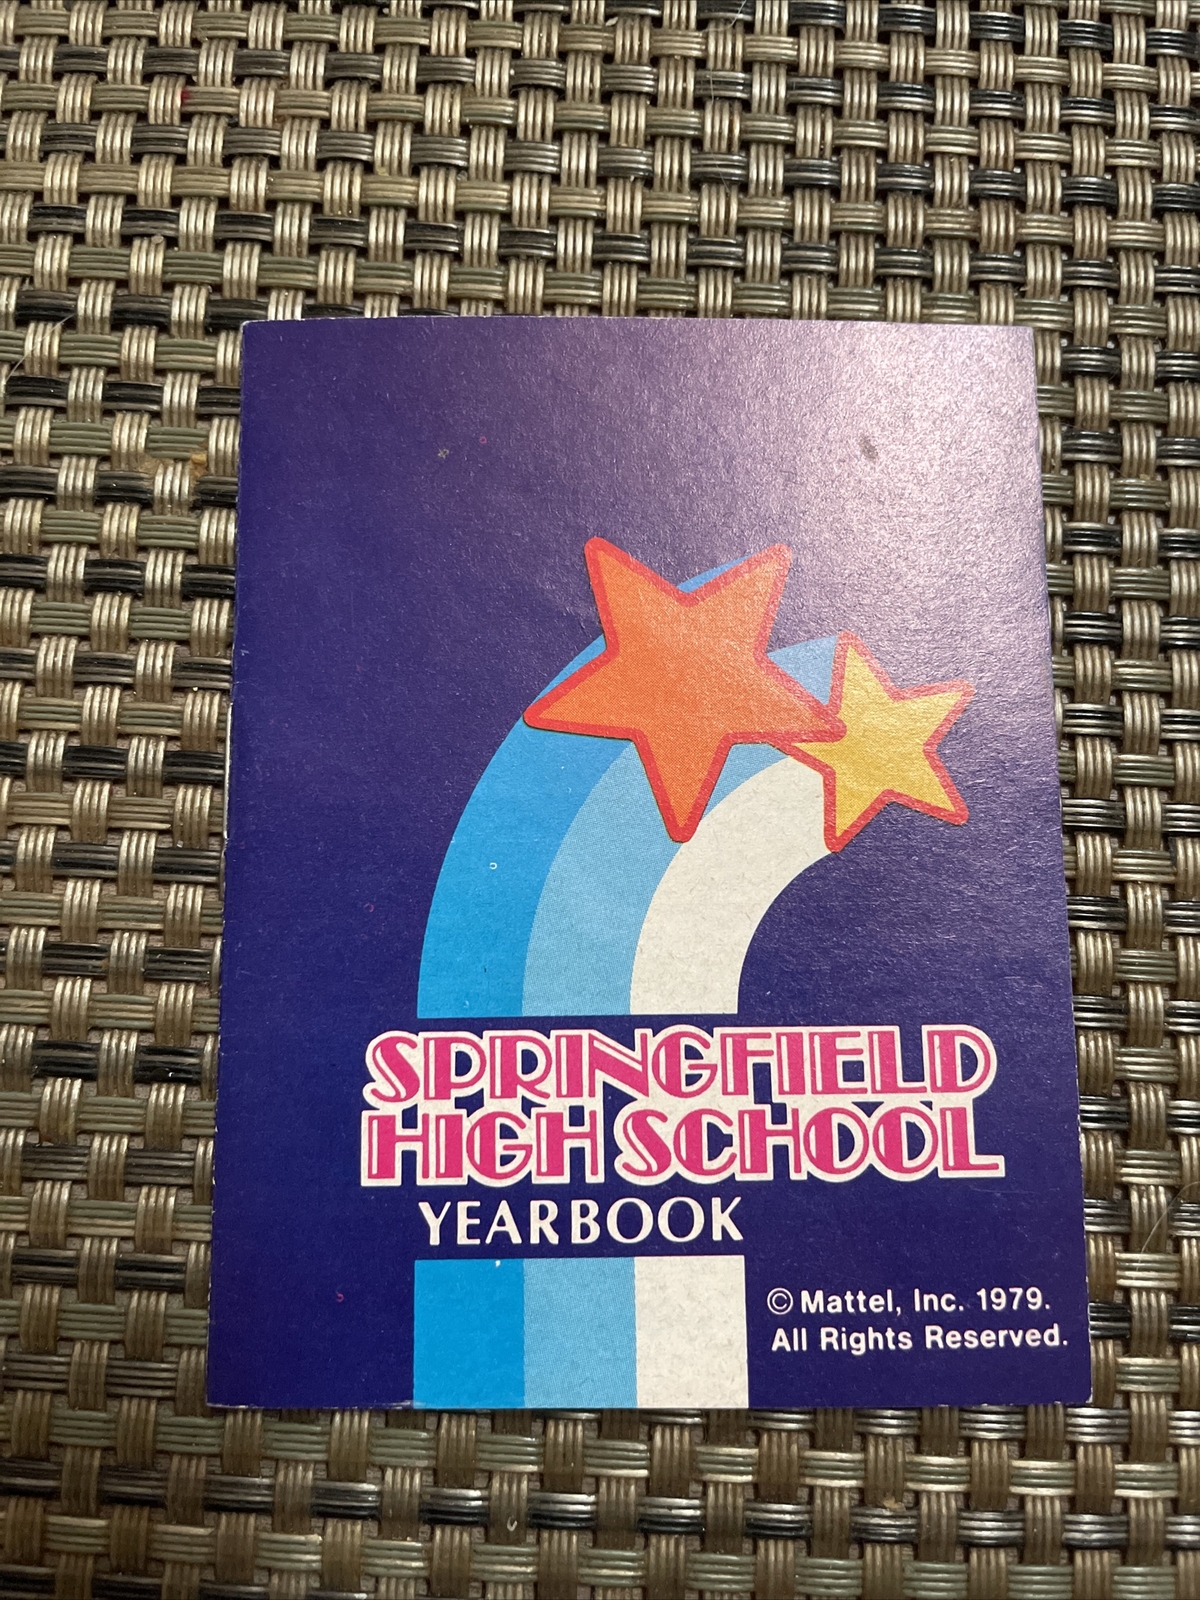 SPRINGFIELD
HIGH SCHOOL
YEARBOOK
© Mattel, Inc. 1979.
All Rights Reserved.